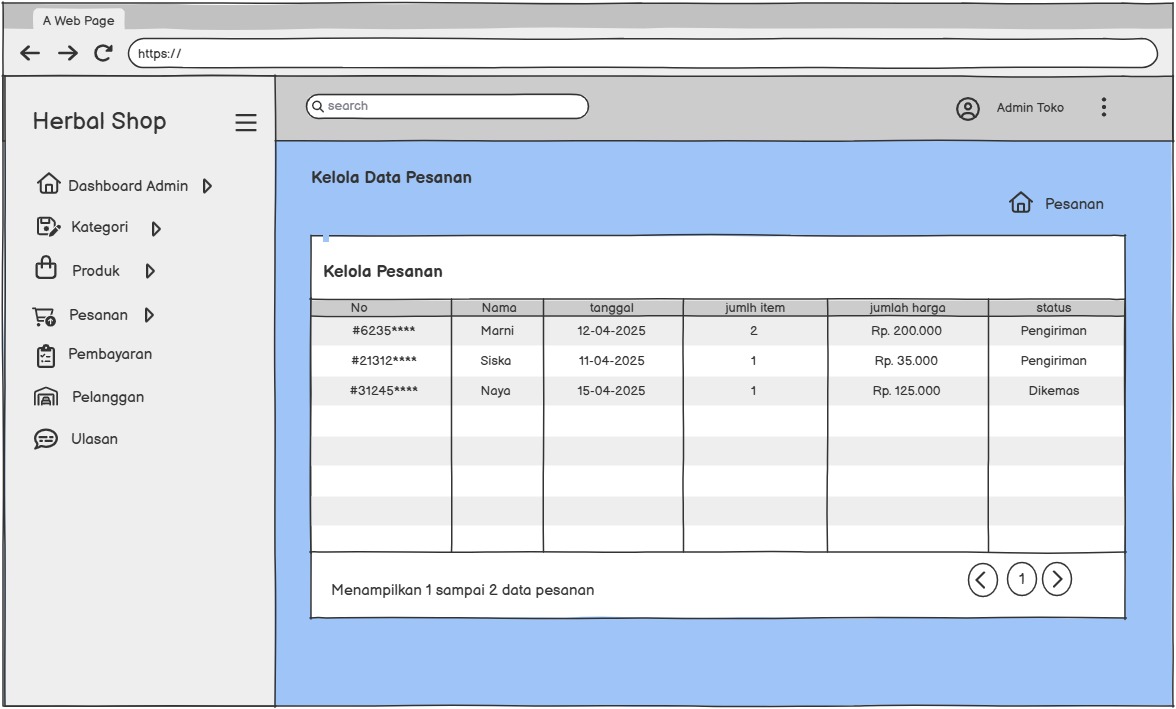 A Web Page
https://
Herbal Shop
search
Admin Toko
Dashboard Admin
Kategori
Produk
Pesanan
Pembayaran
Pelanggan
Ulasan
Kelola Data Pesanan
Pesanan
Kelola Pesanan
No Nama tanggal jumlh item jumlah harga status
#6235**** Marni 12-04-2025 2 Rp. 200.000 Pengiriman
#21312**** Siska 11-04-2025 1 Rp. 35.000 Pengiriman
#31245**** Naya 15-04-2025 1 Rp. 125.000 Dikemas
Menampilkan 1 sampai 2 data pesanan
1